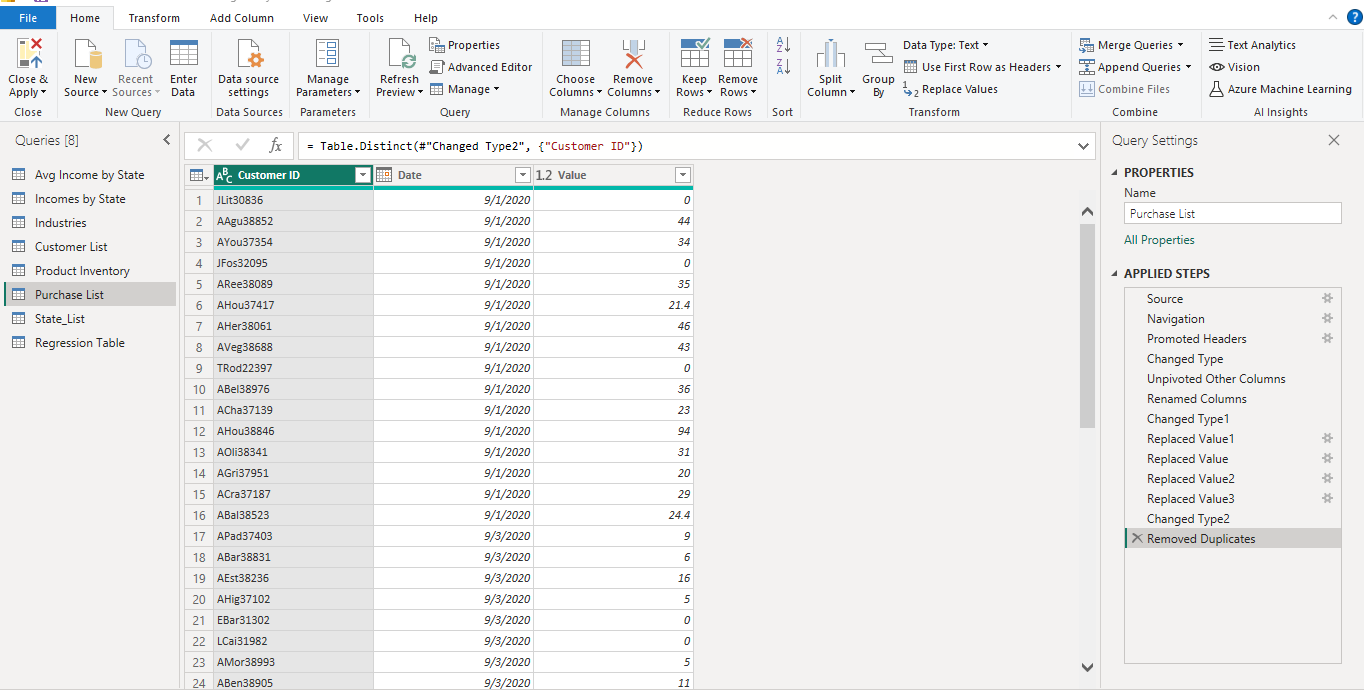 File Home Transform Add Column View Tools Help
Close & Apply New Source Recent Sources Enter Data Data source settings Manage Parameters Refresh Preview Properties Advanced Editor Manage Choose Columns Remove Columns Keep Rows Remove Rows Split Column Group By Data Type: Text Use First Row as Headers Replace Values Merge Queries Append Queries Combine Files Text Analytics Vision Azure Machine Learning
Close New Query Data Sources Parameters Query Manage Columns Reduce Rows Sort Transform Combine AI Insights
Queries [8]
Avg Income by State
Incomes by State
Industries
Customer List
Product Inventory
Purchase List
State_List
Regression Table
fx = Table.Distinct(#"Changed Type2", {"Customer ID"})
ABC Customer ID Date 1.2 Value
1 JLit30836 9/1/2020 0
2 AAgu38852 9/1/2020 44
3 AYou37354 9/1/2020 34
4 JFos32095 9/1/2020 0
5 ARee38089 9/1/2020 35
6 AHou37417 9/1/2020 21.4
7 AHer38061 9/1/2020 46
8 AVeg38688 9/1/2020 43
9 TRod22397 9/1/2020 0
10 ABel38976 9/1/2020 36
11 ACha37139 9/1/2020 23
12 AHou38846 9/1/2020 94
13 AOli38341 9/1/2020 31
14 AGri37951 9/1/2020 20
15 ACra37187 9/1/2020 29
16 ABal38523 9/1/2020 24.4
17 APad37403 9/3/2020 9
18 ABar38831 9/3/2020 6
19 AEst38236 9/3/2020 16
20 AHig37102 9/3/2020 5
21 EBar31302 9/3/2020 0
22 LCai31982 9/3/2020 0
23 AMor38993 9/3/2020 5
24 ABen38905 9/3/2020 11
Query Settings
PROPERTIES
Name
Purchase List
All Properties
APPLIED STEPS
Source
Navigation
Promoted Headers
Changed Type
Unpivoted Other Columns
Renamed Columns
Changed Type1
Replaced Value1
Replaced Value
Replaced Value2
Replaced Value3
Changed Type2
Removed Duplicates